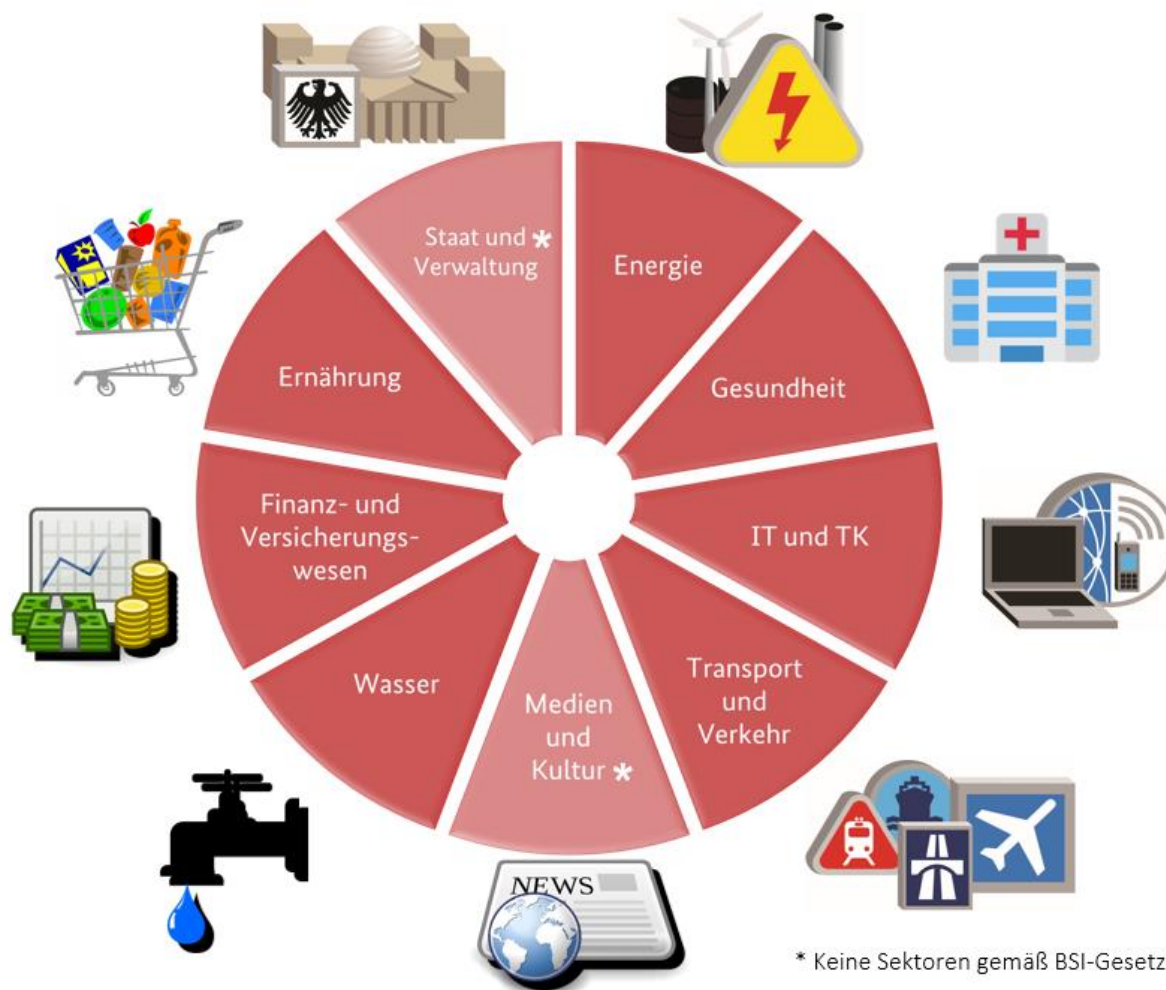 Staat und *
Verwaltung
Energie
Gesundheit
IT und TK
Transport
und
Verkehr
Medien
und
Kultur *
Wasser
Finanz- und
Versicherungs-
wesen
Ernährung
NEWS
* Keine Sektoren gemäß BSI-Gesetz